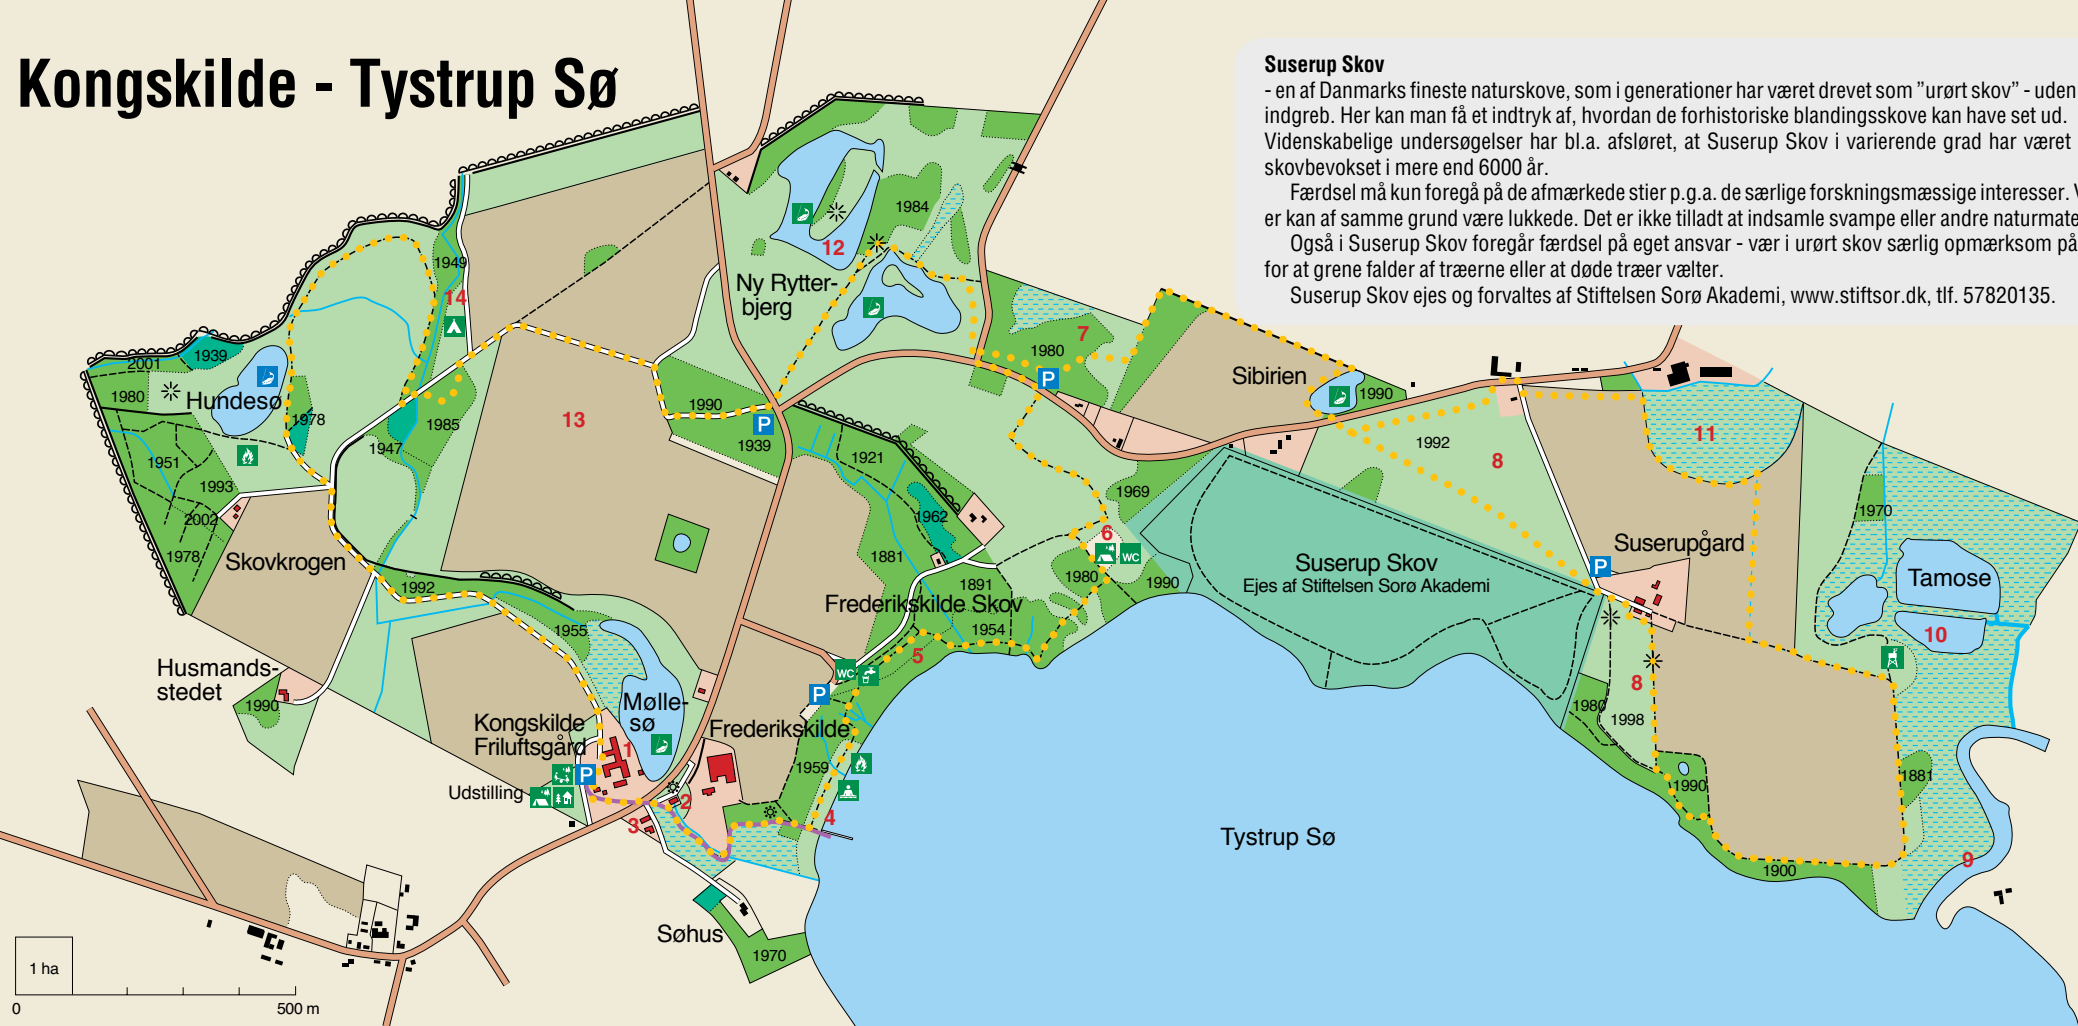 Kongskilde - Tystrup Sø
Suserup Skov
- en af Danmarks fineste naturskove, som i generationer har været drevet som ”urørt skov” - uden
indgreb. Her kan man få et indtryk af, hvordan de forhistoriske blandingsskove kan have set ud.
Videnskabelige undersøgelser har bl.a. afsløret, at Suserup Skov i varierende grad har været
skovbevokset i mere end 6000 år.
Færdsel må kun foregå på de afmærkede stier p.g.a. de særlige forskningsmæssige interesser. V
er kan af samme grund være lukkede. Det er ikke tilladt at indsamle svampe eller andre naturmate
Også i Suserup Skov foregår færdsel på eget ansvar - vær i urørt skov særlig opmærksom på
for at grene falder af træerne eller at døde træer vælter.
Suserup Skov ejes og forvaltes af Stiftelsen Sorø Akademi, www.stiftsor.dk, tlf. 57820135.
1984
12
1949
14
Ny Rytter-
bjerg
7
1980
P
1939
2001
1980
Hundesø
1978
1985
1947
13
1990
P
1939
Sibirien
1990
1992
8
11
1951
1993
2002
1978
Skovkrogen
1921
1962
1881
1969
6
WC
1980
1990
1891
Frederikskilde Skov
1954
5
Suserup Skov
Ejes af Stiftelsen Sorø Akademi
P
Suserupgård
1970
Tamose
10
1992
1955
Husmands-
stedet
1990
Mølle-
sø
Kongskilde
Friluftsgård
1
P
Udstilling
2
3
WC
P
Frederikskilde
1959
4
8
1980
1998
1990
1881
9
1900
Tystrup Sø
Søhus
1970
1 ha
0
500 m